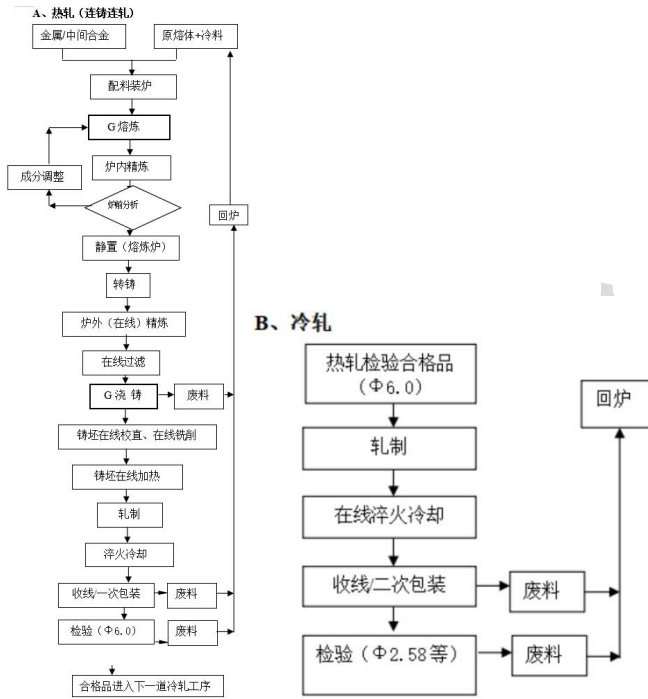 A、热轧（连铸连轧）
金属/中间合金
原熔体+冷料
配料装炉
G 熔炼
炉内精炼
成分调整
炉前分析
回炉
静置（熔炼炉）
转铸
炉外（在线）精炼
在线过滤
G 浇 铸
废料
铸坯在线校直、在线铣削
铸坯在线加热
轧制
淬火冷却
收线/一次包装
废料
检验（Φ6.0）
废料
合格品进入下一道冷轧工序
B、冷轧
热轧检验合格品
（Φ6.0）
回炉
轧制
在线淬火冷却
收线/二次包装
废料
检验（Φ2.58 等）
废料